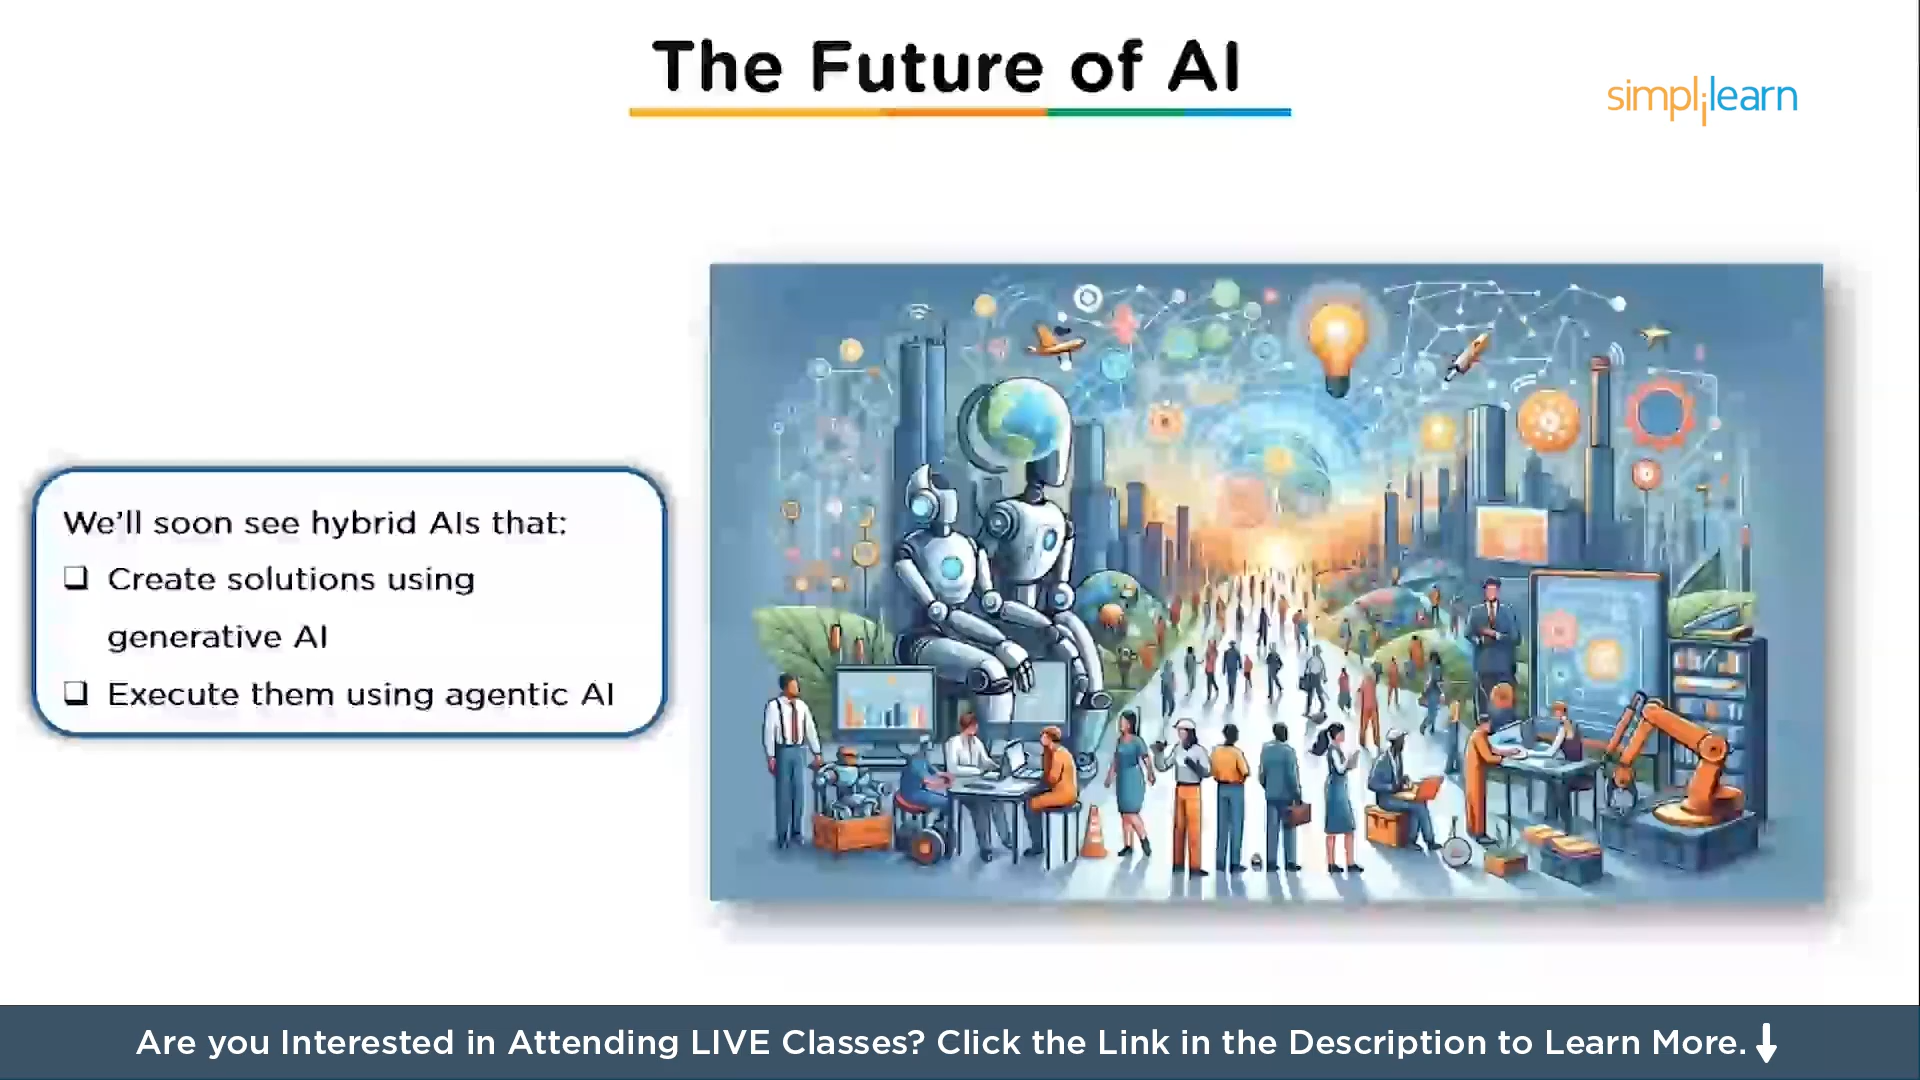 The Future of AI
simplilearn
We'll soon see hybrid AIs that:
❑ Create solutions using
generative AI
❑ Execute them using agentic AI
Are you Interested in Attending LIVE Classes? Click the Link in the Description to Learn More.